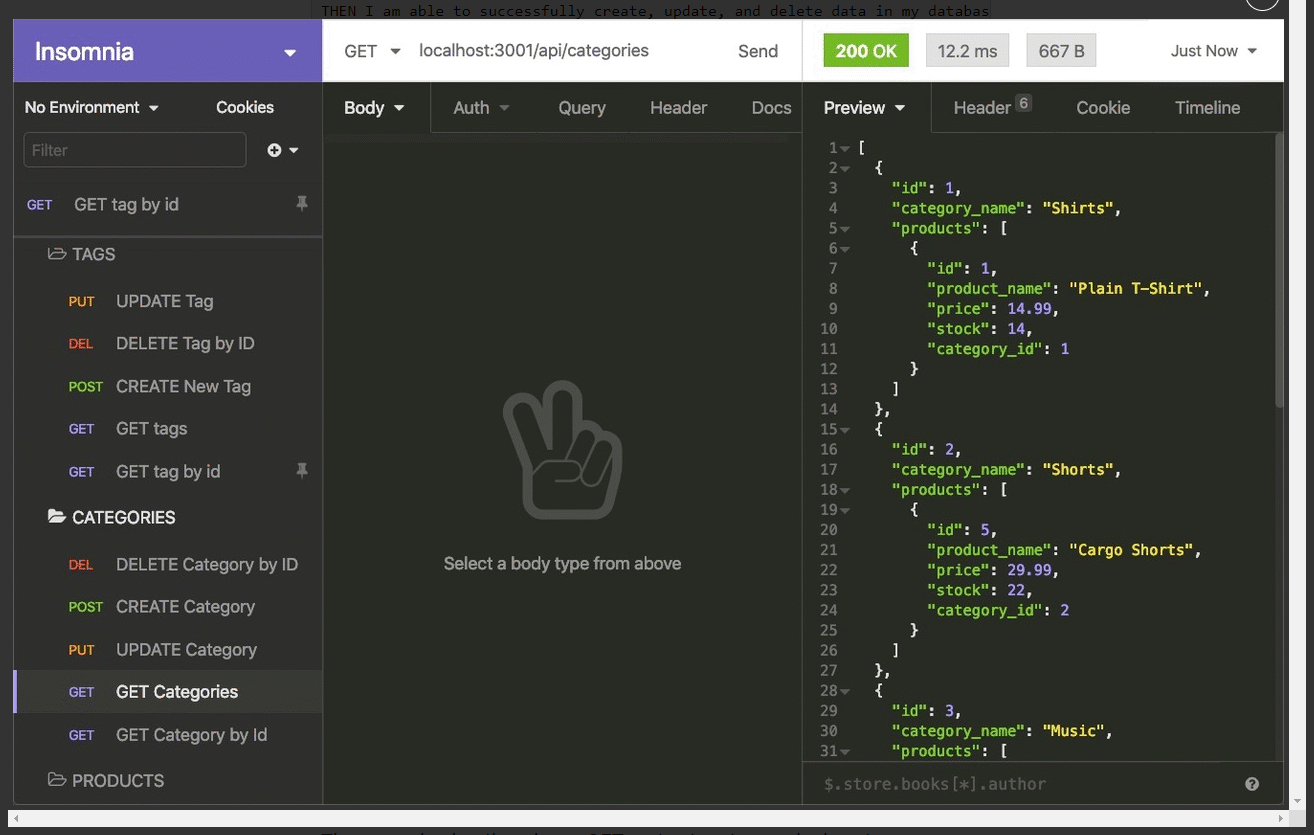 THEN I am able to successfully create, update, and delete data in my databas
Insomnia
GET localhost:3001/api/categories Send
200 OK 12.2 ms 667 B Just Now
No Environment Cookies
Body Auth Query Header Docs
Preview Header 6 Cookie Timeline
Filter
GET GET tag by id
TAGS
PUT UPDATE Tag
DEL DELETE Tag by ID
POST CREATE New Tag
GET GET tags
GET GET tag by id
CATEGORIES
DEL DELETE Category by ID
POST CREATE Category
PUT UPDATE Category
GET GET Categories
GET GET Category by Id
PRODUCTS
Select a body type from above
1 [
2 {
3 "id": 1,
4 "category_name": "Shirts",
5 "products": [
6 {
7 "id": 1,
8 "product_name": "Plain T-Shirt",
9 "price": 14.99,
10 "stock": 14,
11 "category_id": 1
12 }
13 ]
14 },
15 {
16 "id": 2,
17 "category_name": "Shorts",
18 "products": [
19 {
20 "id": 5,
21 "product_name": "Cargo Shorts",
22 "price": 29.99,
23 "stock": 22,
24 "category_id": 2
25 }
26 ]
27 },
28 {
29 "id": 3,
30 "category_name": "Music",
31 "products": [
$.store.books[*].author